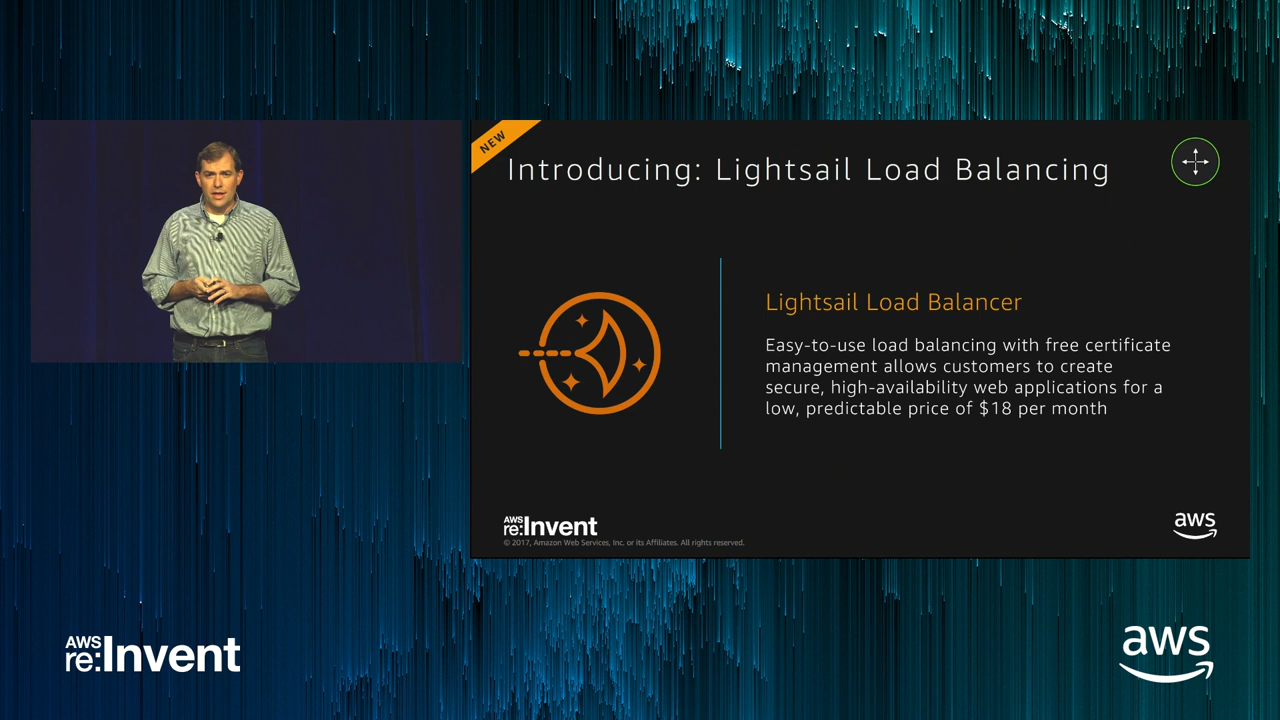 NEW
Introducing: Lightsail Load Balancing
Lightsail Load Balancer
Easy-to-use load balancing with free certificate
management allows customers to create
secure, high-availability web applications for a
low, predictable price of $18 per month
AWS
re:Invent
© 2017, Amazon Web Services, Inc. or its Affiliates. All rights reserved.
aws
AWS
re:Invent
aws